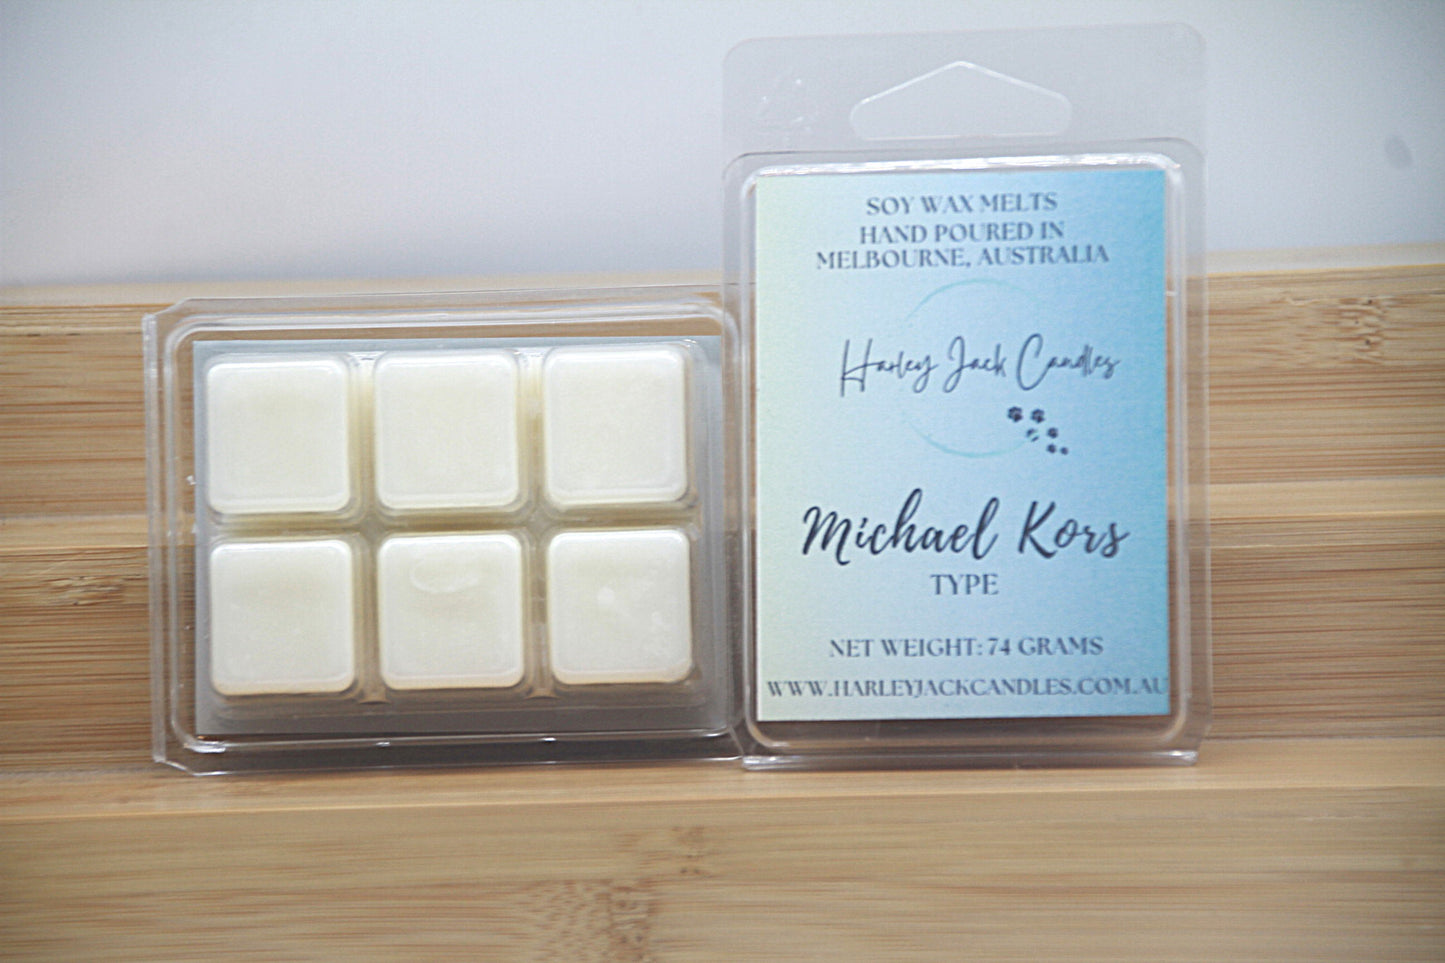 SOY WAX MELTS
HAND POURED IN
MELBOURNE, AUSTRALIA
Harley Jack Candles
Michael Kors
TYPE
NET WEIGHT: 74 GRAMS
WWW.HARLEYJACKCANDLES.COM.AU